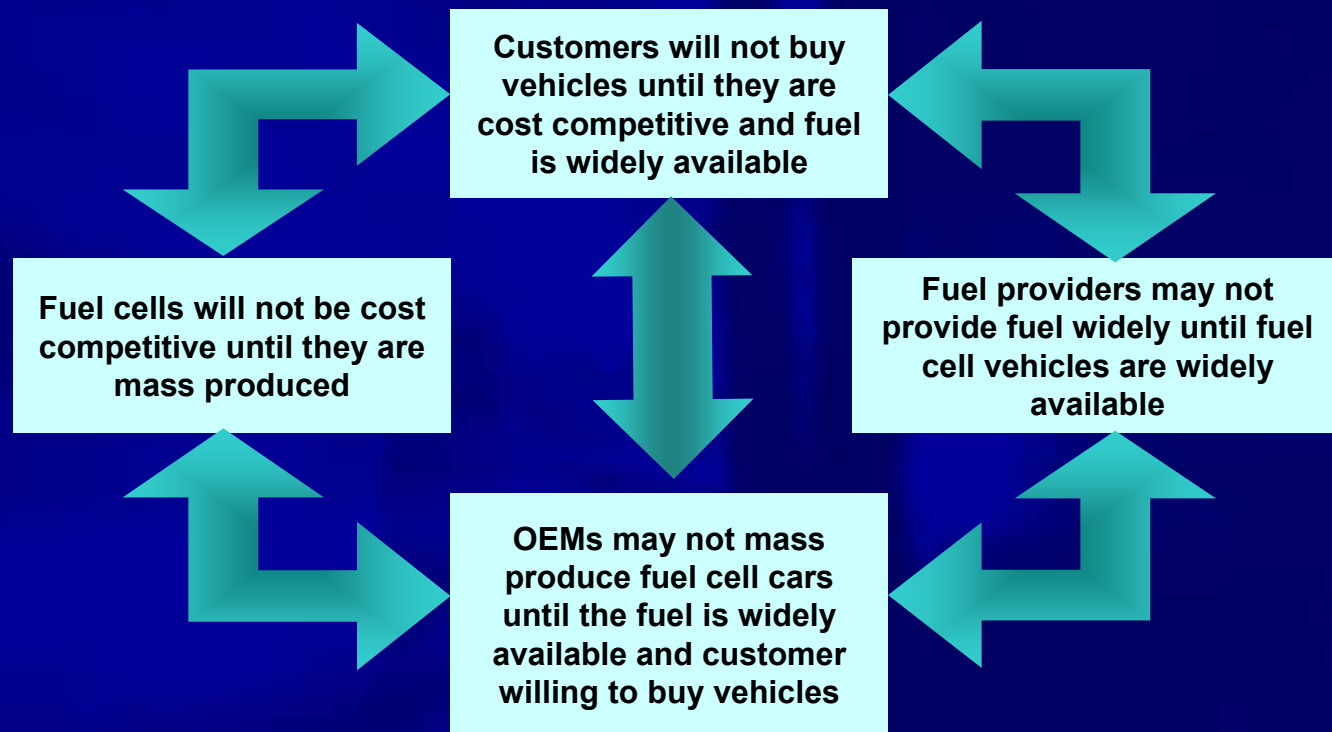 Customers will not buy
vehicles until they are
cost competitive and fuel
is widely available
Fuel cells will not be cost
competitive until they are
mass produced
Fuel providers may not
provide fuel widely until fuel
cell vehicles are widely
available
OEMs may not mass
produce fuel cell cars
until the fuel is widely
available and customer
willing to buy vehicles